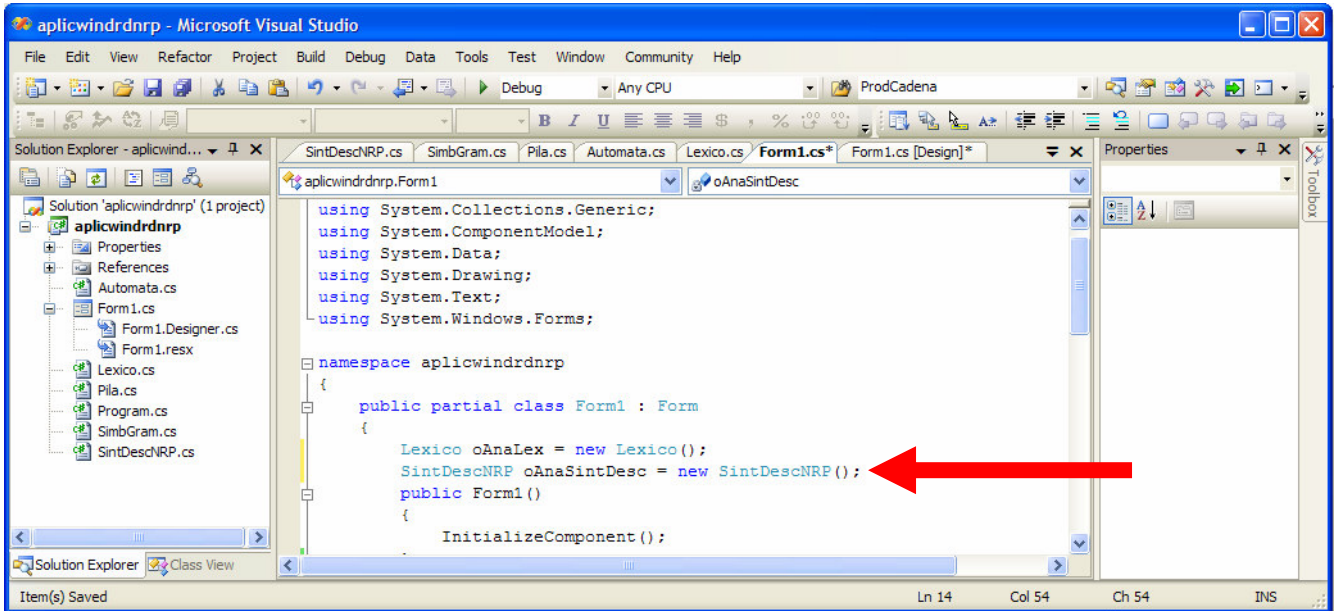 aplicwindrdnrp - Microsoft Visual Studio
File Edit View Refactor Project Build Debug Data Tools Test Window Community Help
Debug Any CPU ProdCadena
B I U $ , %
Solution Explorer - aplicwind...
Solution 'aplicwindrdnrp' (1 project)
aplicwindrdnrp
Properties
References
Automata.cs
Form1.cs
Form1.Designer.cs
Form1.resx
Lexico.cs
Pila.cs
Program.cs
SimbGram.cs
SintDescNRP.cs
Solution Explorer Class View
SintDescNRP.cs SimbGram.cs Pila.cs Automata.cs Lexico.cs Form1.cs* Form1.cs [Design]*
aplicwindrdnrp.Form1 oAnaSintDesc
using System.Collections.Generic;
using System.ComponentModel;
using System.Data;
using System.Drawing;
using System.Text;
using System.Windows.Forms;
namespace aplicwindrdnrp
{
public partial class Form1 : Form
{
Lexico oAnaLex = new Lexico();
SintDescNRP oAnaSintDesc = new SintDescNRP();
public Form1()
{
InitializeComponent();
Properties
Toolbox
Item(s) Saved Ln 14 Col 54 Ch 54 INS